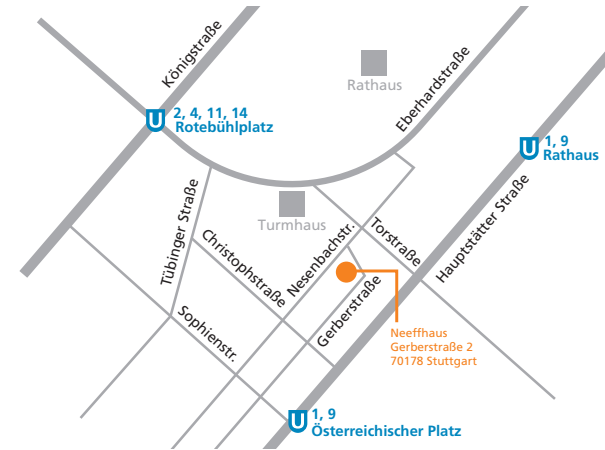 Königstraße
Rathaus
Eberhardstraße
U 2, 4, 11, 14
Rotebühlplatz
U 1, 9
Rathaus
Tübinger Straße
Turmhaus
Christophstraße
Nesenbachstr.
Torstraße
Hauptstätter Straße
Sophienstr.
Gerberstraße
Neeffhaus
Gerberstraße 2
70178 Stuttgart
U 1, 9
Österreichischer Platz